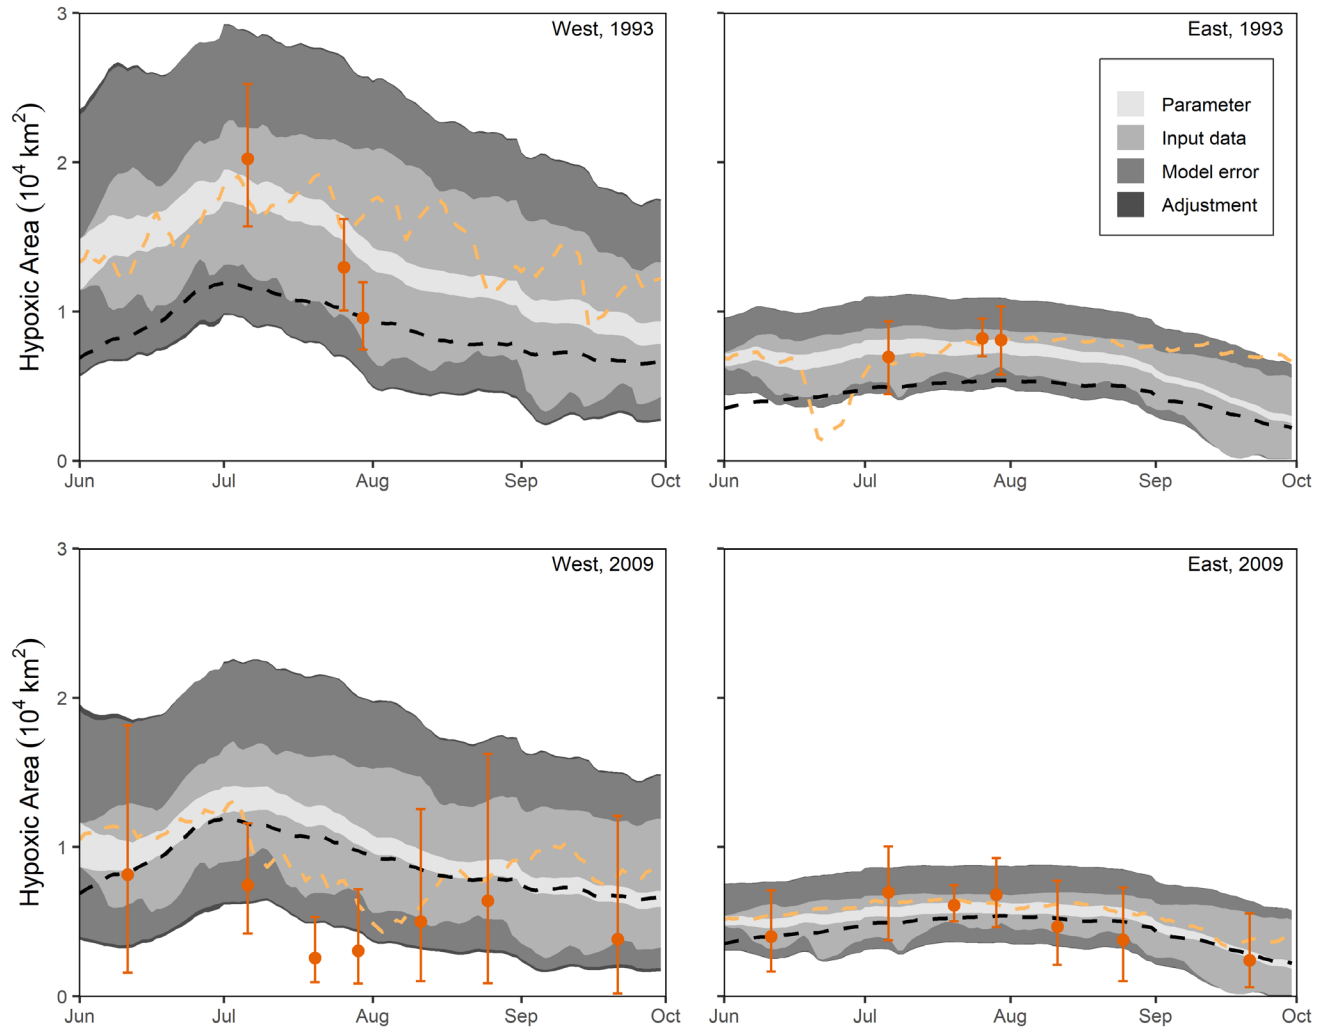 West, 1993
East, 1993
Hypoxic Area (10⁴ km²)
3
2
1
0
Jun
Jul
Aug
Sep
Oct
Parameter
Input data
Model error
Adjustment
Jun
Jul
Aug
Sep
Oct
West, 2009
East, 2009
Hypoxic Area (10⁴ km²)
3
2
1
0
Jun
Jul
Aug
Sep
Oct
Jun
Jul
Aug
Sep
Oct